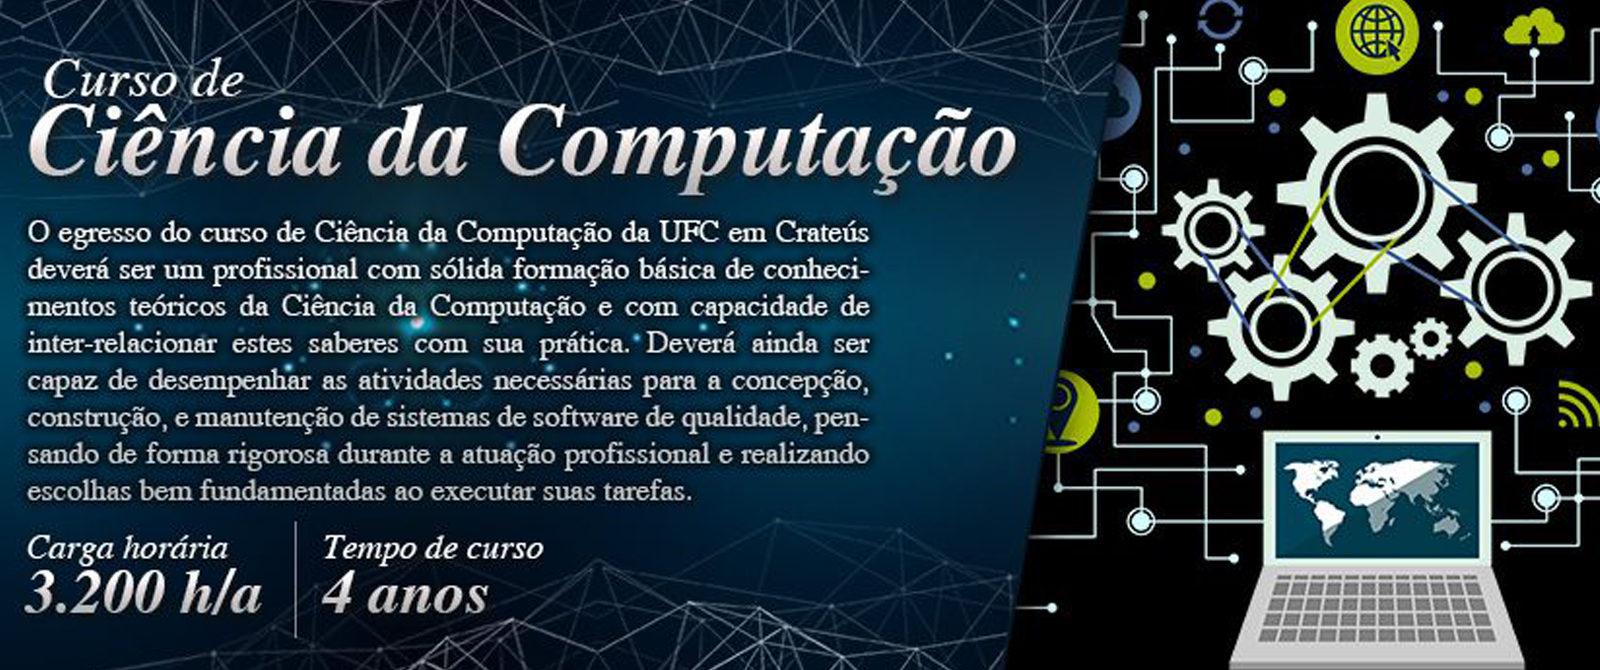 Curso de
Ciência da Computação
O egresso do curso de Ciência da Computação da UFC em Crateús
deverá ser um profissional com sólida formação básica de conheci-
mentos teóricos da Ciência da Computação e com capacidade de
inter-relacionar estes saberes com sua prática. Deverá ainda ser
capaz de desempenhar as atividades necessárias para a concepção,
construção, e manutenção de sistemas de software de qualidade, pen-
sando de forma rigorosa durante a atuação profissional e realizando
escolhas bem fundamentadas ao executar suas tarefas.
Carga horária
3.200 h/a
Tempo de curso
4 anos